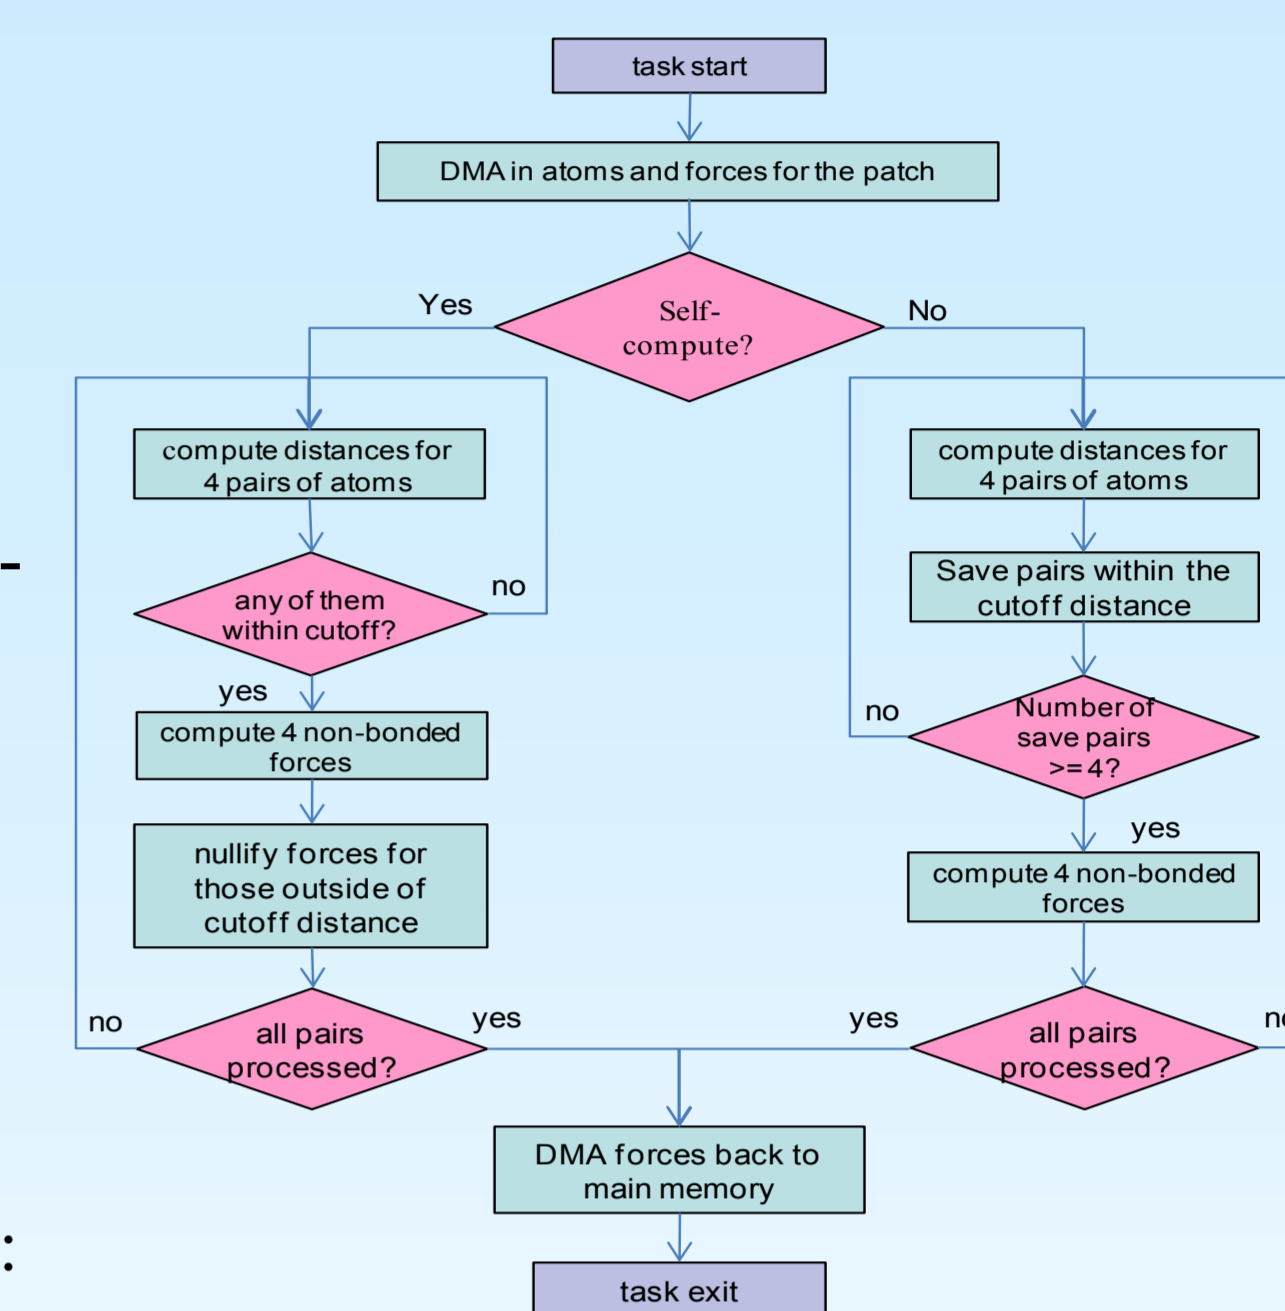 task start
DMA in atoms and forces for the patch
Yes
Self-
compute?
No
compute distances for
4 pairs of atoms
any of them
within cutoff?
no
yes
compute 4 non-bonded
forces
nullify forces for
those outside of
cutoff distance
no
all pairs
processed?
yes
compute distances for
4 pairs of atoms
Save pairs within the
cutoff distance
no
Number of
save pairs
>= 4?
yes
compute 4 non-bonded
forces
yes
all pairs
processed?
DMA forces back to
main memory
task exit
-
: